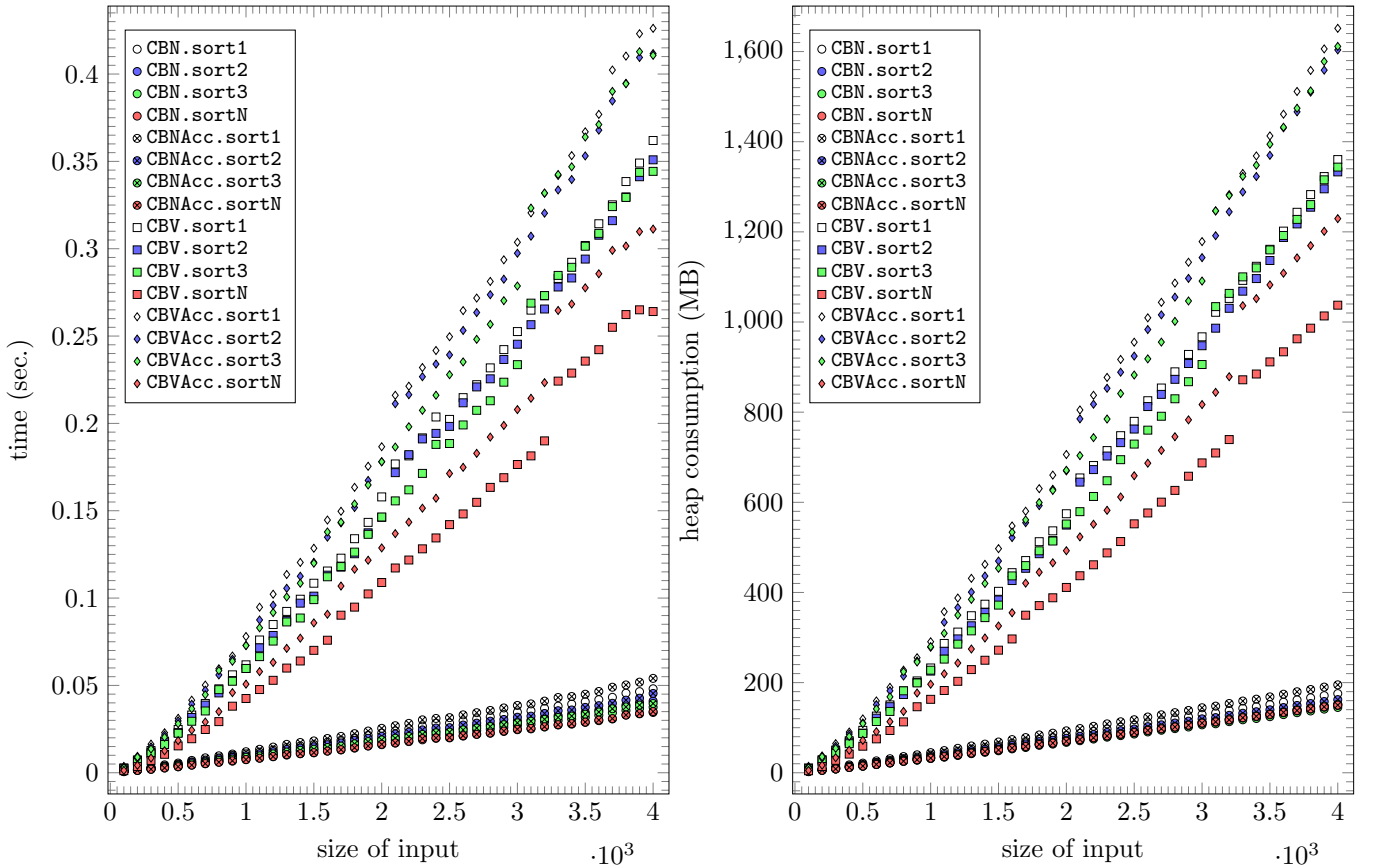 time (sec.)
0.4
0.35
0.3
0.25
0.2
0.15
0.1
0.05
0
CBN.sort1
CBN.sort2
CBN.sort3
CBN.sortN
CBNAcc.sort1
CBNAcc.sort2
CBNAcc.sort3
CBNAcc.sortN
CBV.sort1
CBV.sort2
CBV.sort3
CBV.sortN
CBVAcc.sort1
CBVAcc.sort2
CBVAcc.sort3
CBVAcc.sortN
0 0.5 1 1.5 2 2.5 3 3.5 4
size of input
·10³
heap consumption (MB)
1,600
1,400
1,200
1,000
800
600
400
200
0
CBN.sort1
CBN.sort2
CBN.sort3
CBN.sortN
CBNAcc.sort1
CBNAcc.sort2
CBNAcc.sort3
CBNAcc.sortN
CBV.sort1
CBV.sort2
CBV.sort3
CBV.sortN
CBVAcc.sort1
CBVAcc.sort2
CBVAcc.sort3
CBVAcc.sortN
0 0.5 1 1.5 2 2.5 3 3.5 4
size of input
·10³